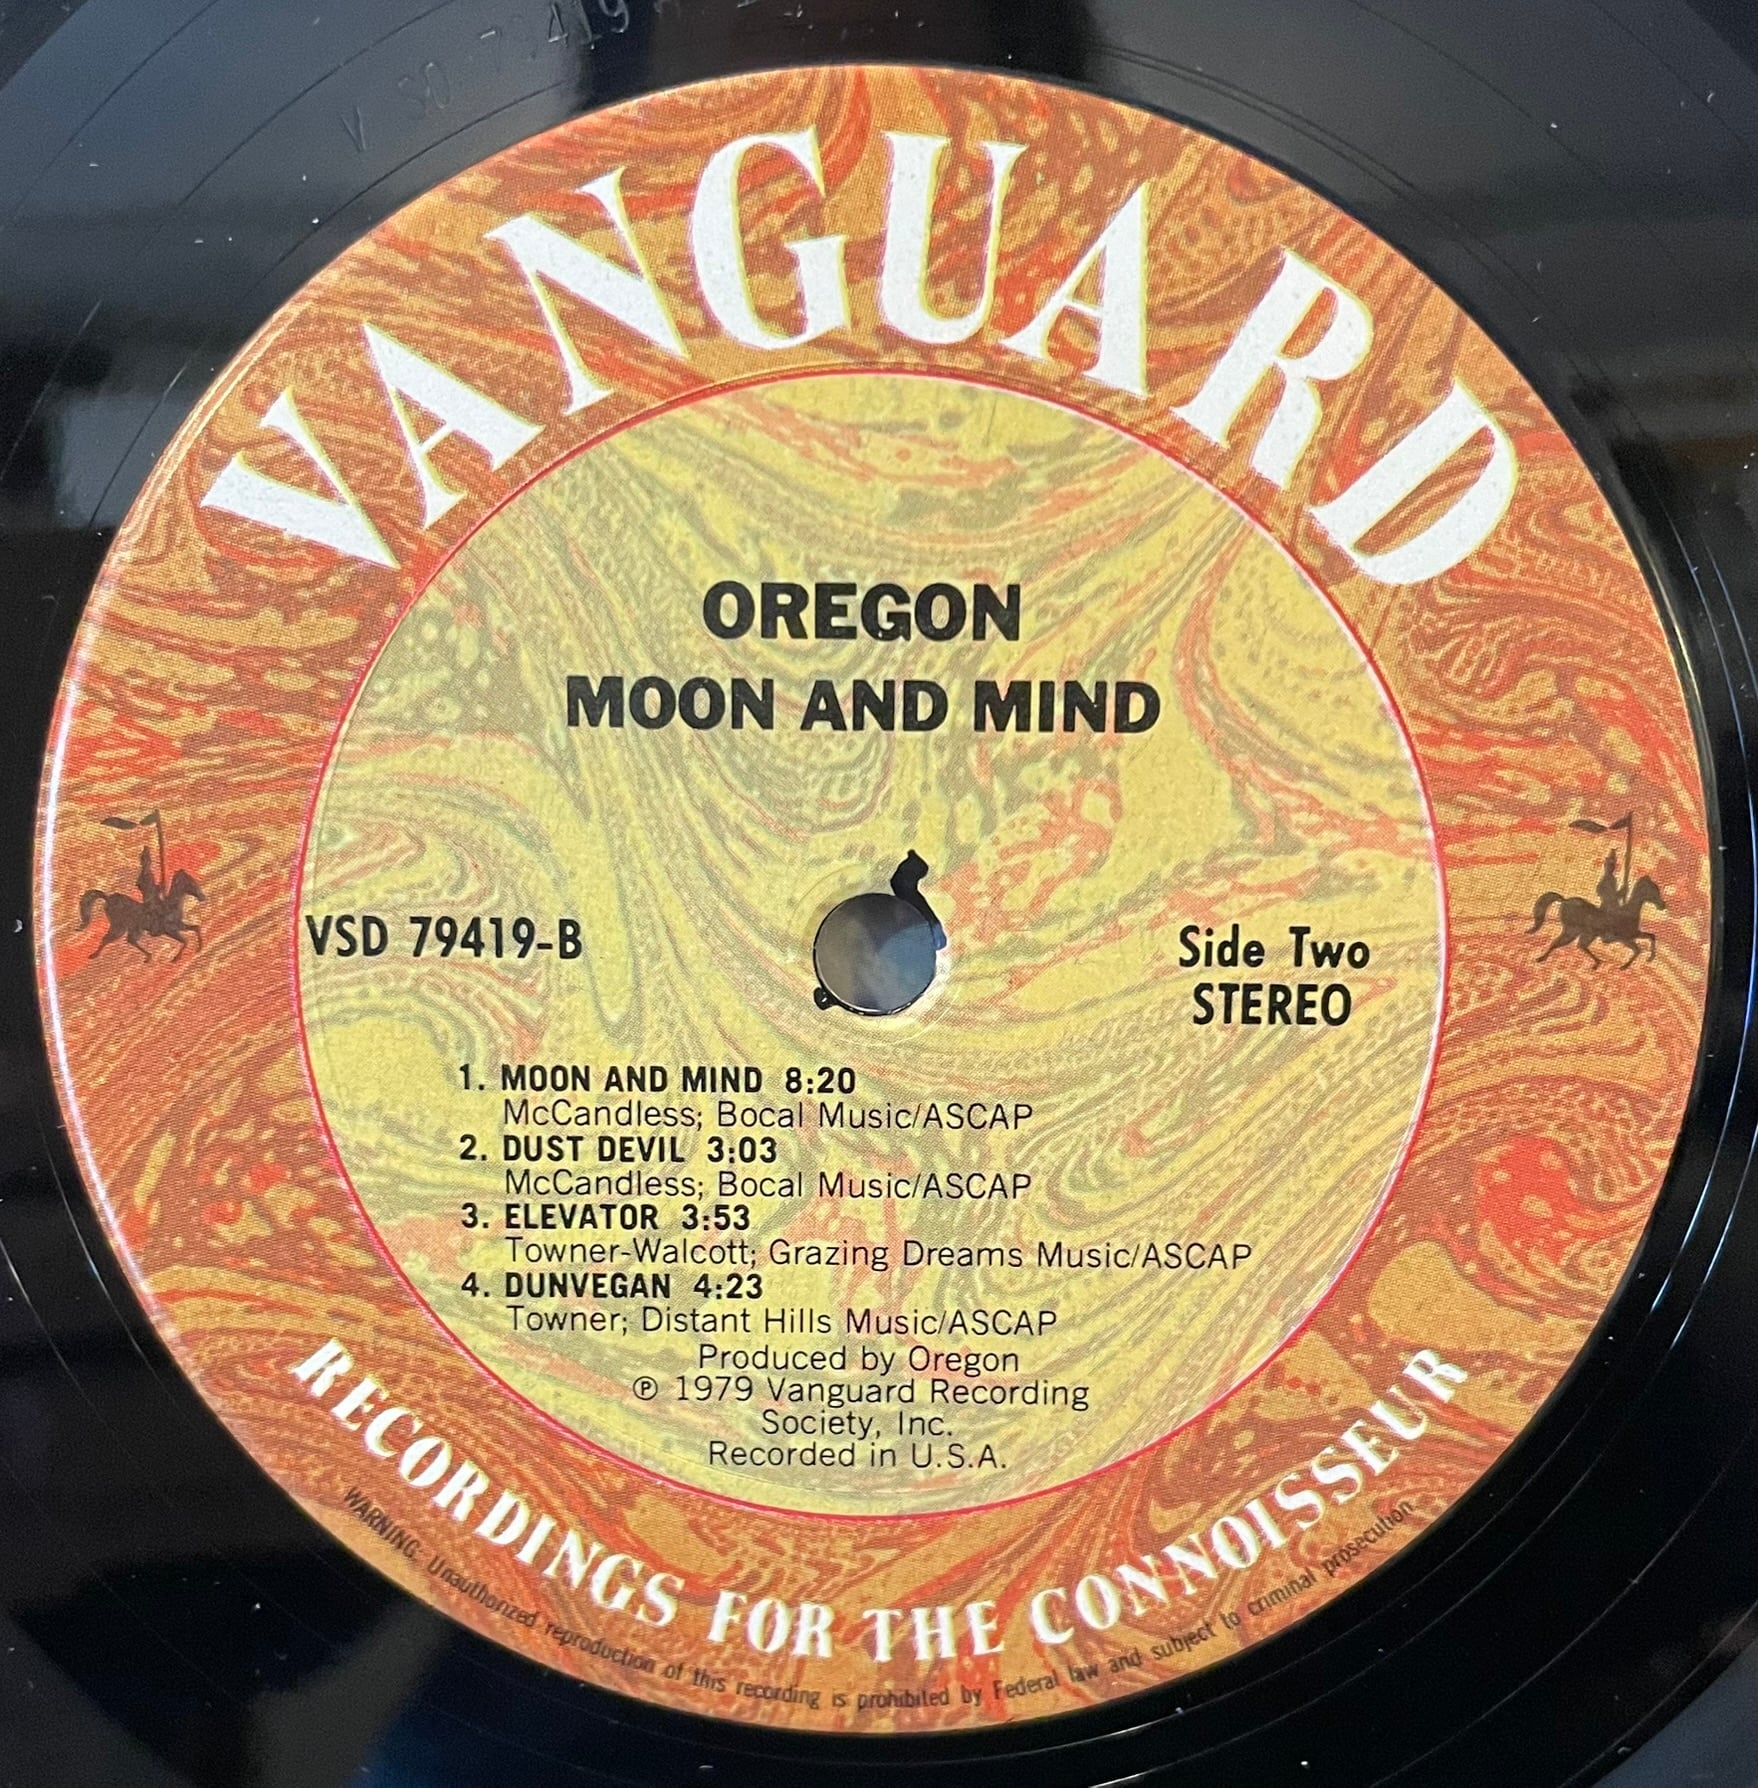 VANGUARD
OREGON
MOON AND MIND
VSD 79419-B
Side Two
STEREO
1. MOON AND MIND 8:20
McCandless; Bocal Music/ASCAP
2. DUST DEVIL 3:03
McCandless; Bocal Music/ASCAP
3. ELEVATOR 3:53
Towner-Walcott; Grazing Dreams Music/ASCAP
4. DUNVEGAN 4:23
Towner; Distant Hills Music/ASCAP
Produced by Oregon
℗ 1979 Vanguard Recording
Society, Inc.
Recorded in U.S.A.
RECORDINGS FOR THE CONNOISSEUR
WARNING: Unauthorized reproduction of this recording is prohibited by Federal law and subject to criminal prosecution